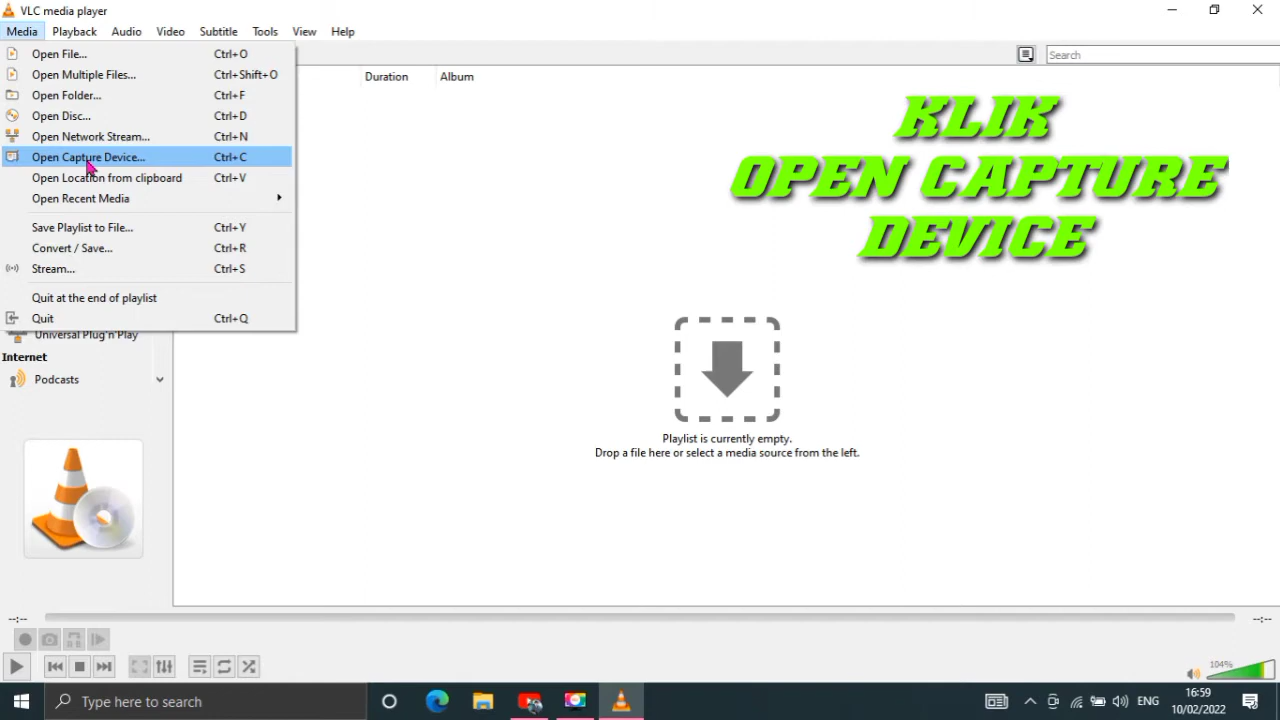 VLC media player
Media Playback Audio Video Subtitle Tools View Help
Open File... Ctrl+O
Open Multiple Files... Ctrl+Shift+O
Open Folder... Ctrl+F
Open Disc... Ctrl+D
Open Network Stream... Ctrl+N
Open Capture Device... Ctrl+C
Open Location from clipboard Ctrl+V
Open Recent Media
Save Playlist to File... Ctrl+Y
Convert / Save... Ctrl+R
Stream... Ctrl+S
Quit at the end of playlist
Quit Ctrl+Q
Search
Duration Album
KLIK
OPEN CAPTURE
DEVICE
Universal Plug'n'Play
Internet
Podcasts
Playlist is currently empty.
Drop a file here or select a media source from the left.
--:-- --:--
104%
Type here to search
ENG
16:59
10/02/2022